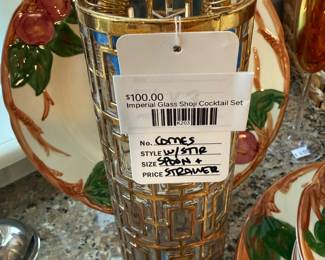 $100.00
Imperial Glass Shoji Cocktail Set
No. COMES
STYLE W/STIR
SIZE SPOON +
PRICE STRAINER